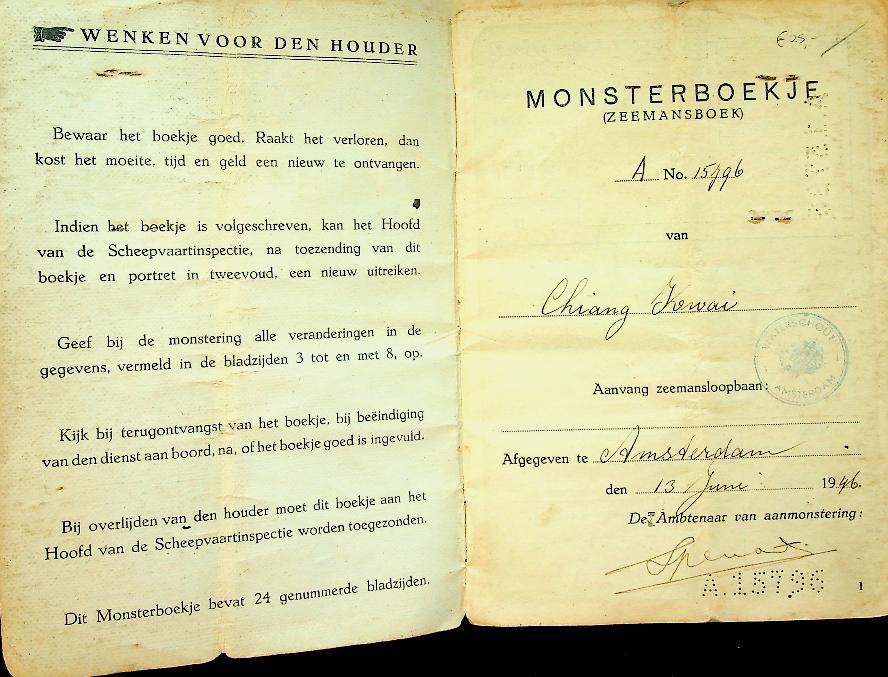 WENKEN VOOR DEN HOUDER
Bewaar het boekje goed. Raakt het verloren, dan
kost het moeite, tijd en geld een nieuw te ontvangen.
Indien het boekje is volgeschreven, kan het Hoofd
van de Scheepvaartinspectie, na toezending van dit
boekje en portret in tweevoud, een nieuw uitreiken.
Geef bij de monstering alle veranderingen in de
gegevens, vermeld in de bladzijden 3 tot en met 8, op.
Kijk bij terugontvangst van het boekje, bij beëindiging
van den dienst aan boord, na, of het boekje goed is ingevuld.
Bij overlijden van den houder moet dit boekje aan het
Hoofd van de Scheepvaartinspectie worden toegezonden.
Dit Monsterboekje bevat 24 genummerde bladzijden.
€25,-
MONSTERBOEKJE
(ZEEMANSBOEK)
A No. 15796
van
Chiang Kwai
WATERSCHOUT
AMSTERDAM
Aanvang zeemansloopbaan:
Afgegeven te Amsterdam
den 13 Juni 1946.
De Ambtenaar van aanmonstering:
A.15796
1